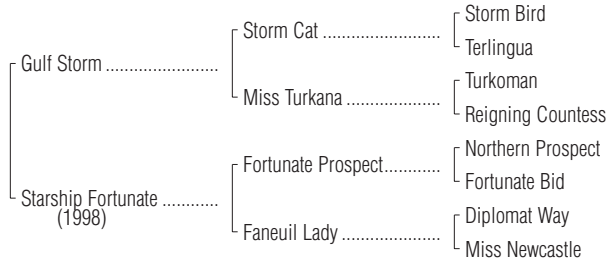 Storm Bird
Storm Cat ........................
Terlingua
Gulf Storm .......................
Turkoman
Miss Turkana ...................
Reigning Countess
Northern Prospect
Fortunate Prospect............
Fortunate Bid
Starship Fortunate ............
(1998)
Diplomat Way
Faneuil Lady ....................
Miss Newcastle